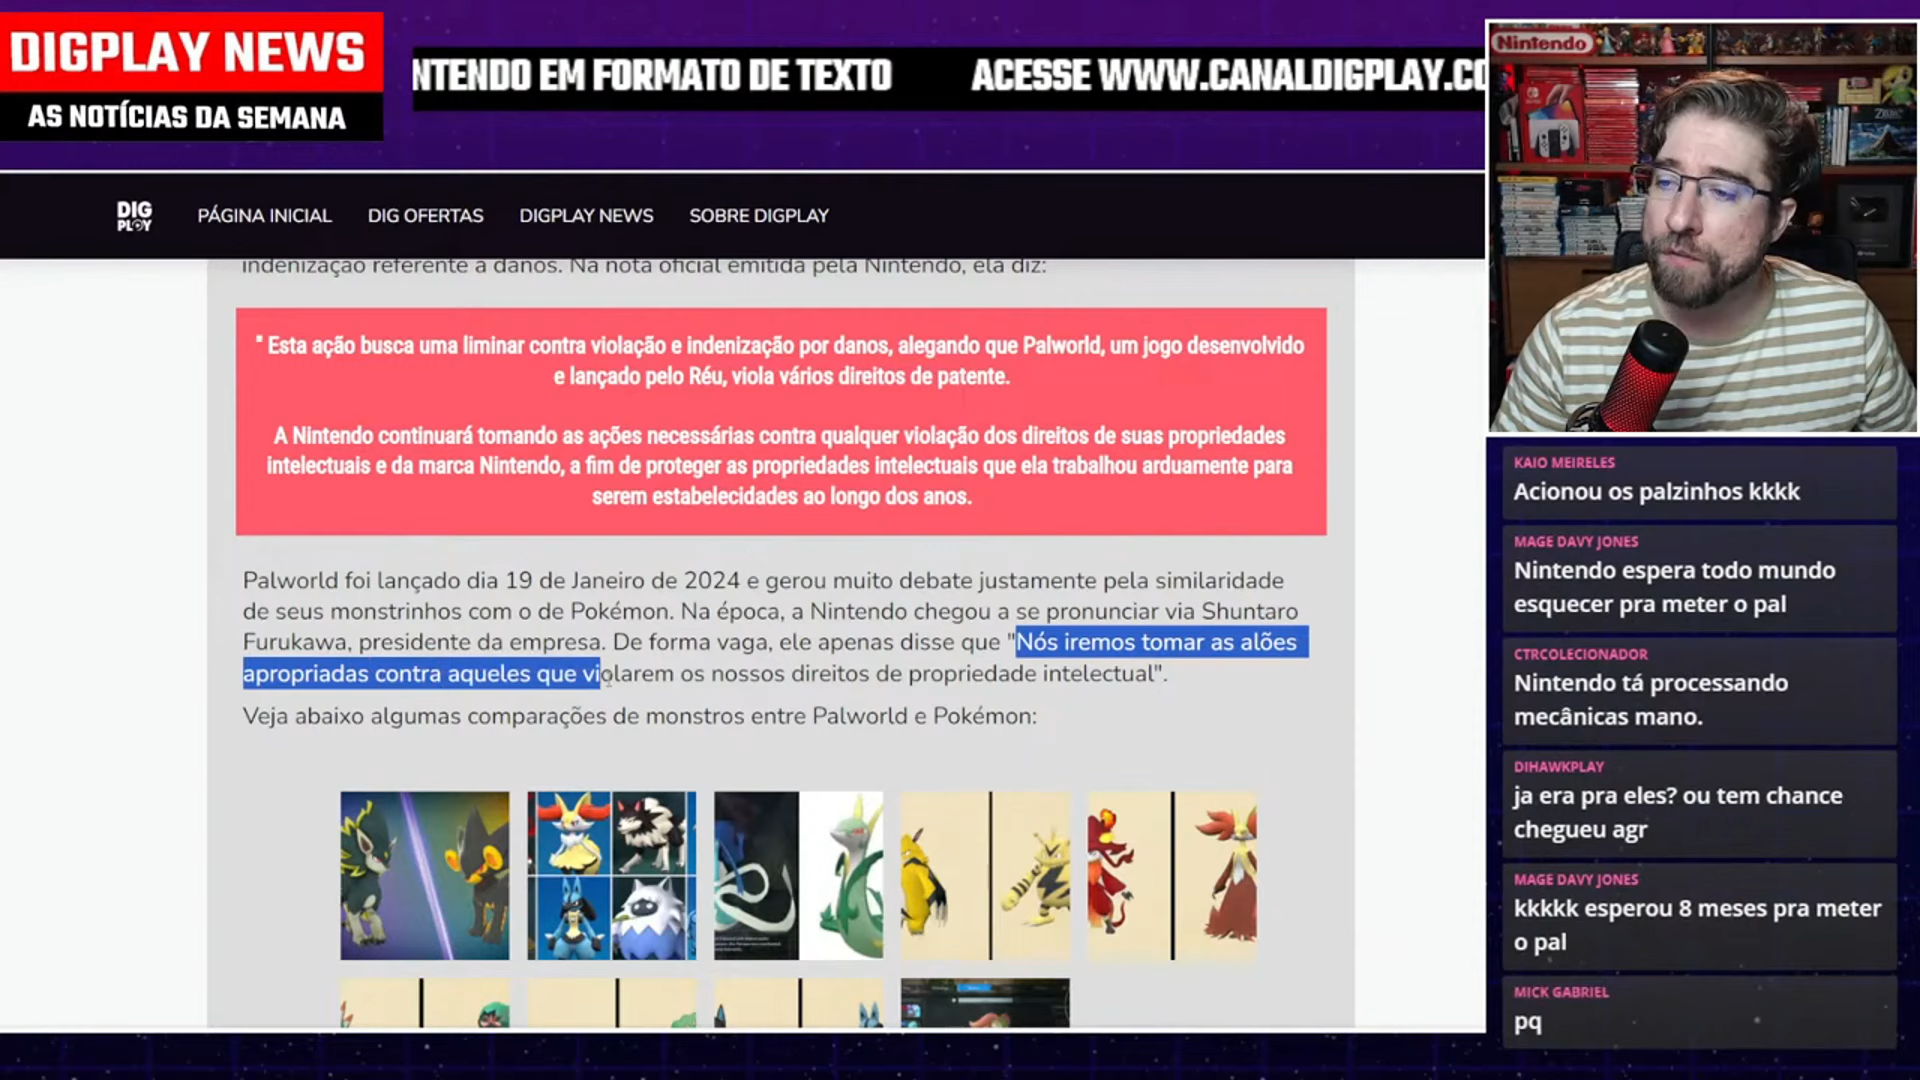 DIGPLAY NEWS
AS NOTÍCIAS DA SEMANA
NTENDO EM FORMATO DE TEXTO
ACESSE WWW.CANALDIGPLAY.CO
Nintendo
DIG
PLAY
PÁGINA INICIAL
DIG OFERTAS
DIGPLAY NEWS
SOBRE DIGPLAY
indenização referente a danos. Na nota oficial emitida pela Nintendo, ela diz:
" Esta ação busca uma liminar contra violação e indenização por danos, alegando que Palworld, um jogo desenvolvido
e lançado pelo Réu, viola vários direitos de patente.
A Nintendo continuará tomando as ações necessárias contra qualquer violação dos direitos de suas propriedades
intelectuais e da marca Nintendo, a fim de proteger as propriedades intelectuais que ela trabalhou arduamente para
serem estabelecidades ao longo dos anos.
Palworld foi lançado dia 19 de Janeiro de 2024 e gerou muito debate justamente pela similaridade
de seus monstrinhos com o de Pokémon. Na época, a Nintendo chegou a se pronunciar via Shuntaro
Furukawa, presidente da empresa. De forma vaga, ele apenas disse que "Nós iremos tomar as alões
apropriadas contra aqueles que violarem os nossos direitos de propriedade intelectual".
Veja abaixo algumas comparações de monstros entre Palworld e Pokémon:
KAIO MEIRELES
Acionou os palzinhos kkkk
MAGE DAVY JONES
Nintendo espera todo mundo
esquecer pra meter o pal
CTRCOLECIONADOR
Nintendo tá processando
mecânicas mano.
DIHAWKPLAY
ja era pra eles? ou tem chance
chegueu agr
MAGE DAVY JONES
kkkkk esperou 8 meses pra meter
o pal
MICK GABRIEL
pq